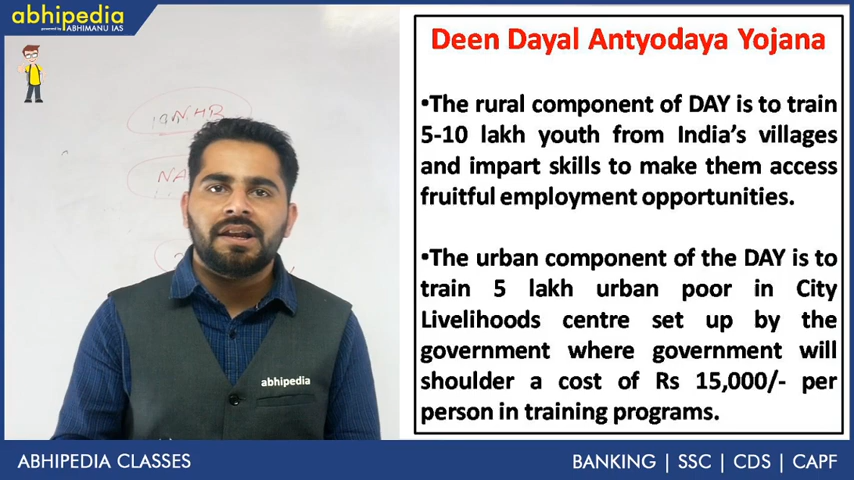 abhipedia
powered by ABHIMANU IAS
Deen Dayal Antyodaya Yojana
•The rural component of DAY is to train
5-10 lakh youth from India's villages
and impart skills to make them access
fruitful employment opportunities.
•The urban component of the DAY is to
train 5 lakh urban poor in City
Livelihoods centre set up by the
government where government will
shoulder a cost of Rs 15,000/- per
person in training programs.
abhipedia
ABHIPEDIA CLASSES
BANKING | SSC | CDS | CAPF